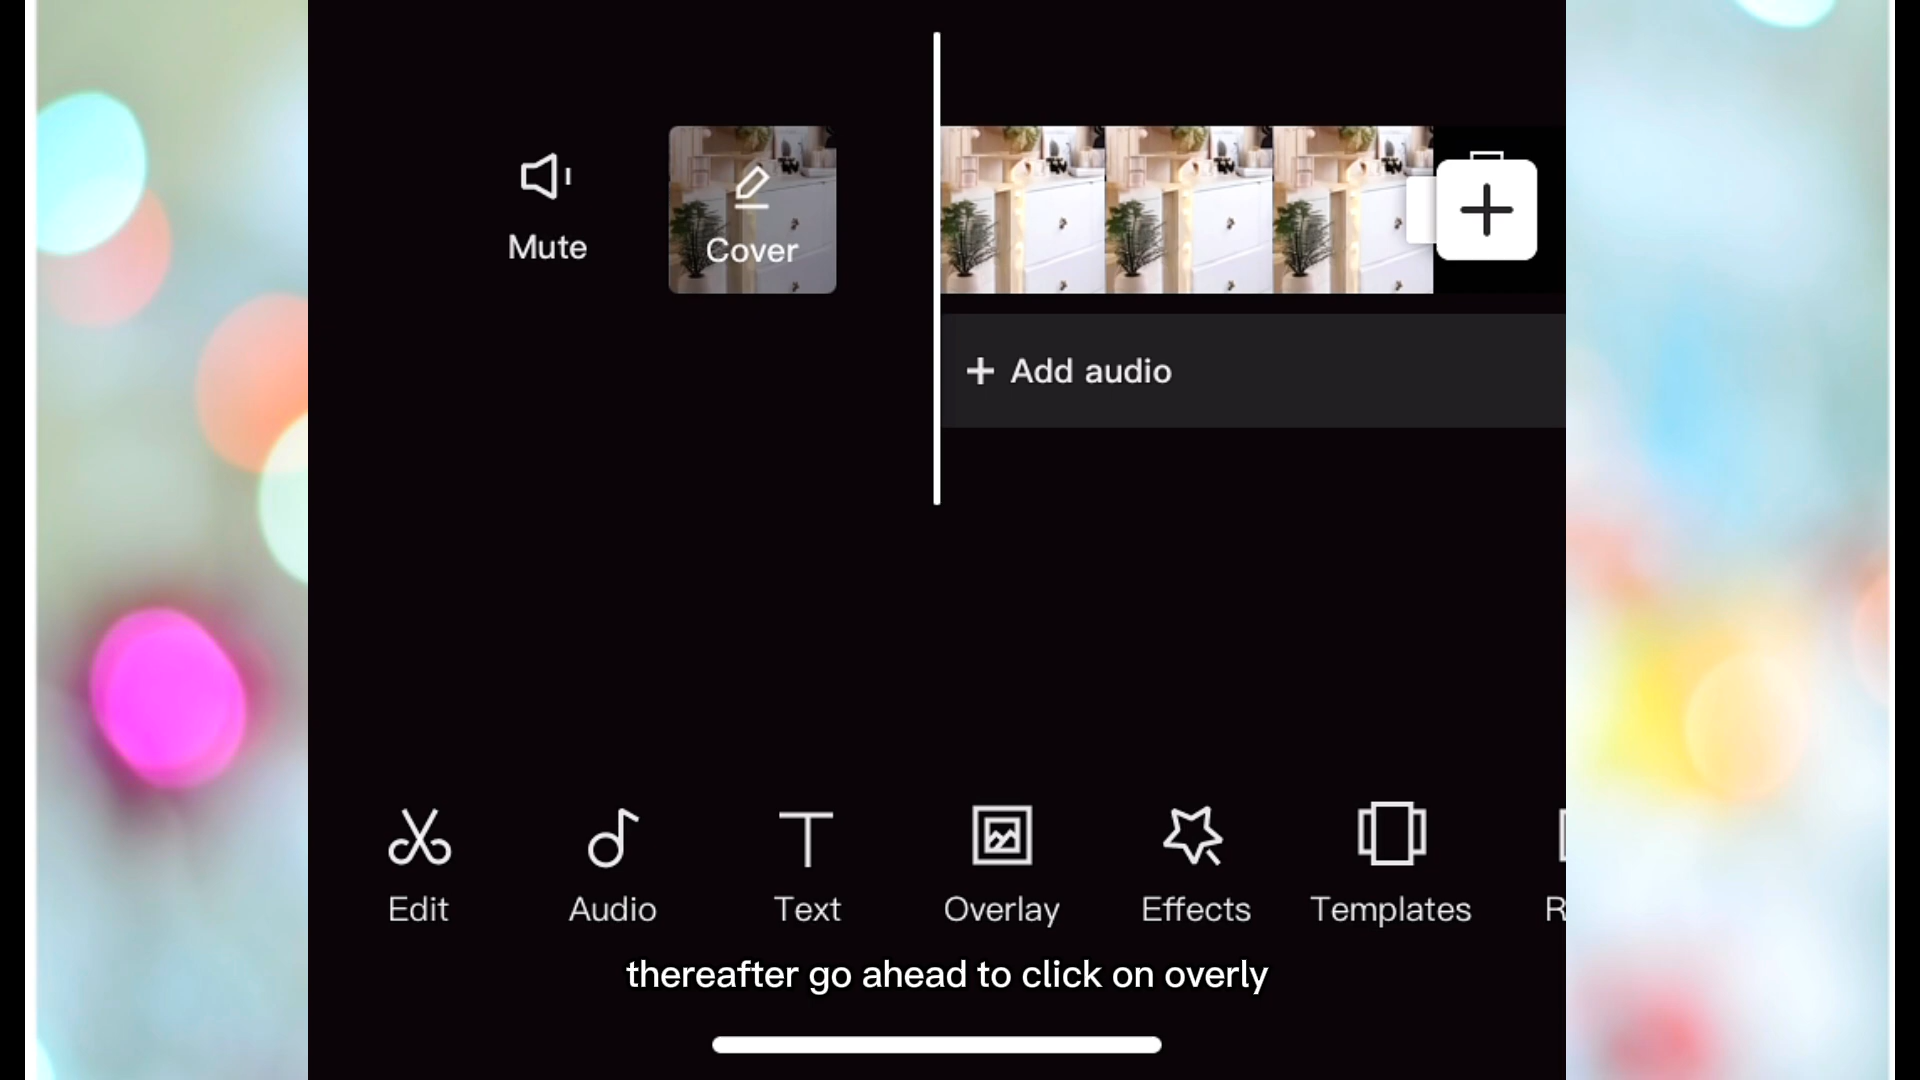 Mute
Cover
+ Add audio
Edit
Audio
Text
Overlay
Effects
Templates
R
thereafter go ahead to click on overly